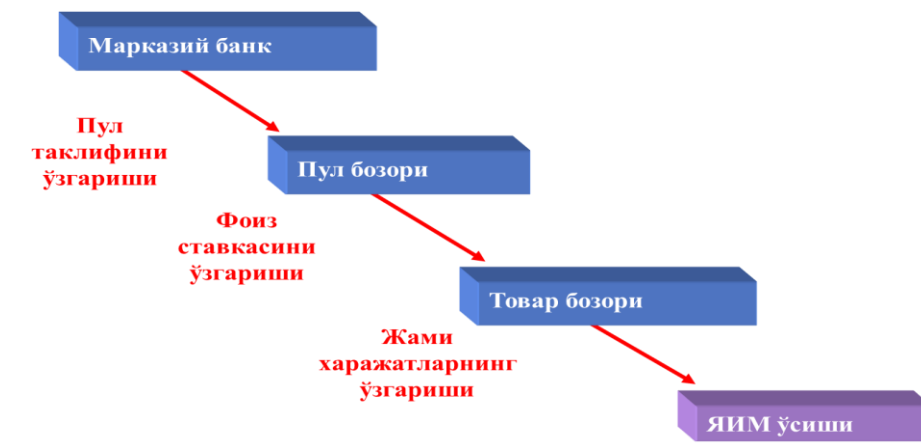 Марказий банк
Пул
таклифини
ўзгариши
Пул бозори
Фоиз
ставкасини
ўзгариши
Товар бозори
Жами
харажатларнинг
ўзгариши
ЯИМ ўсиши